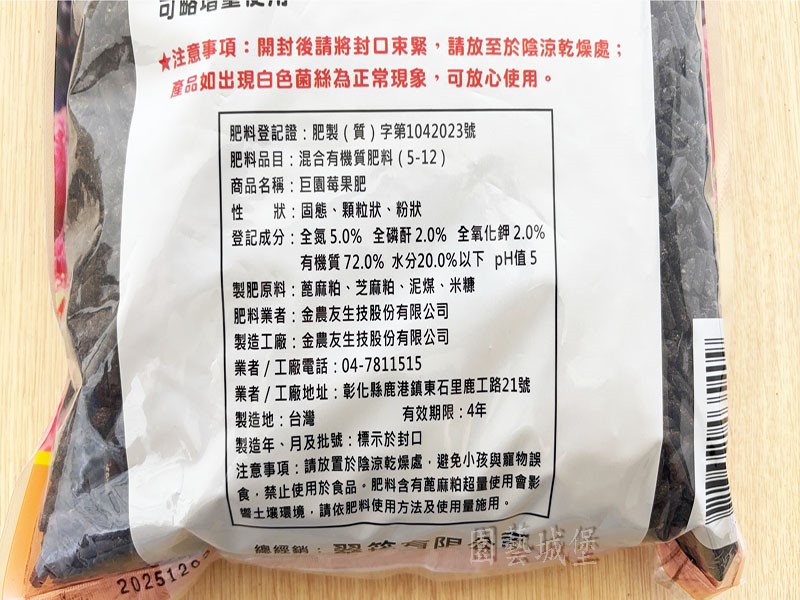 可略增量使用
★注意事項：開封後請將封口束緊，請放至於陰涼乾燥處；
產品如出現白色菌絲為正常現象，可放心使用。
肥料登記證：肥製(質)字第1042023號
肥料品目：混合有機質肥料(5-12)
商品名稱：巨園莓果肥
性　　狀：固態、顆粒狀、粉狀
登記成分：全氮5.0% 全磷酐2.0% 全氧化鉀2.0%
有機質72.0% 水分20.0%以下 pH值5
製肥原料：蓖麻粕、芝麻粕、泥煤、米糠
肥料業者：金農友生技股份有限公司
製造工廠：金農友生技股份有限公司
業者/工廠電話：04-7811515
業者/工廠地址：彰化縣鹿港鎮東石里鹿工路21號
製造地：台灣　　有效期限：4年
製造年、月及批號：標示於封口
注意事項：請放置於陰涼乾燥處，避免小孩與寵物誤
食，禁止使用於食品。肥料含有蓖麻粕超量使用會影
響土壤環境，請依肥料使用方法及使用量施用。
總經銷：有限公司
園藝城堡
202512